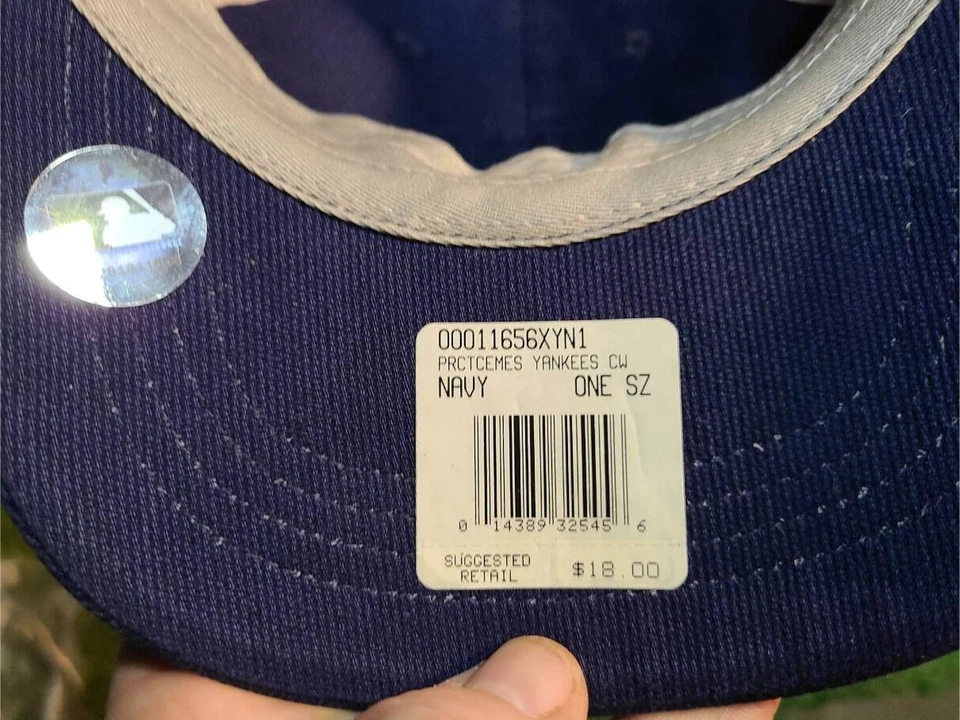 00011656XYN1
PRCTCEMES YANKEES CW
NAVY ONE SZ
0 14389 32545 6
SUGGESTED
RETAIL
$18.00